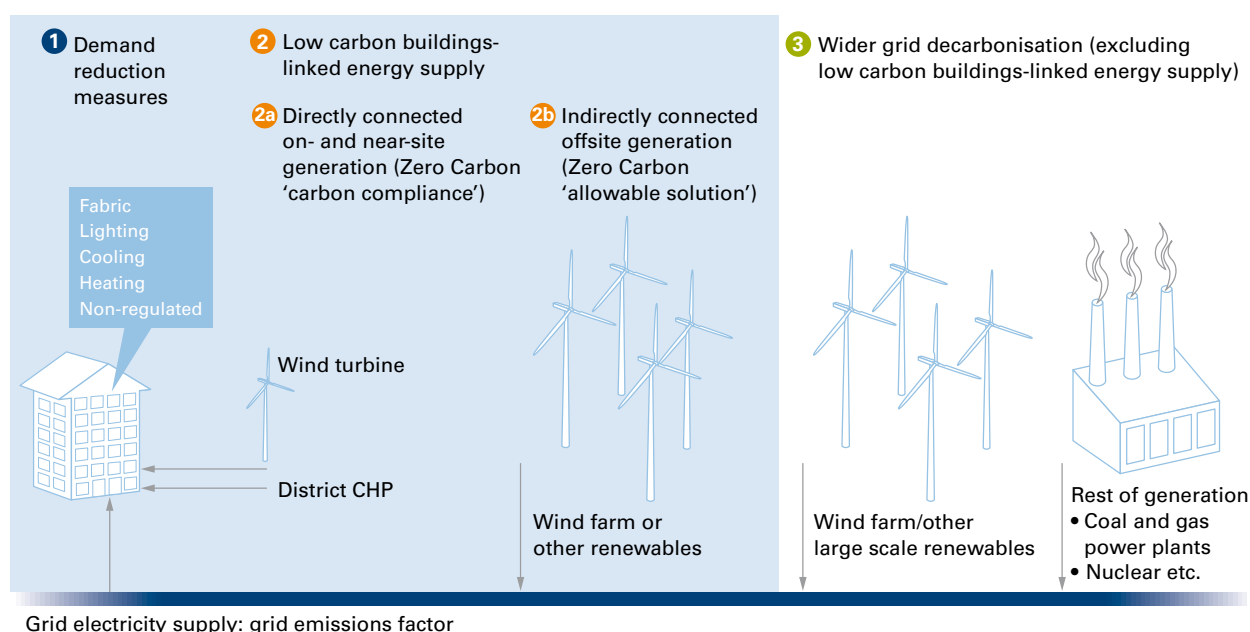 1 Demand
reduction
measures
2 Low carbon buildings-
linked energy supply
2a Directly connected
on- and near-site
generation (Zero Carbon
‘carbon compliance’)
2b Indirectly connected
offsite generation
(Zero Carbon
‘allowable solution’)
3 Wider grid decarbonisation (excluding
low carbon buildings-linked energy supply)
Fabric
Lighting
Cooling
Heating
Non-regulated
Wind turbine
District CHP
Wind farm or
other renewables
Wind farm/other
large scale renewables
Rest of generation
• Coal and gas
power plants
• Nuclear etc.
Grid electricity supply: grid emissions factor